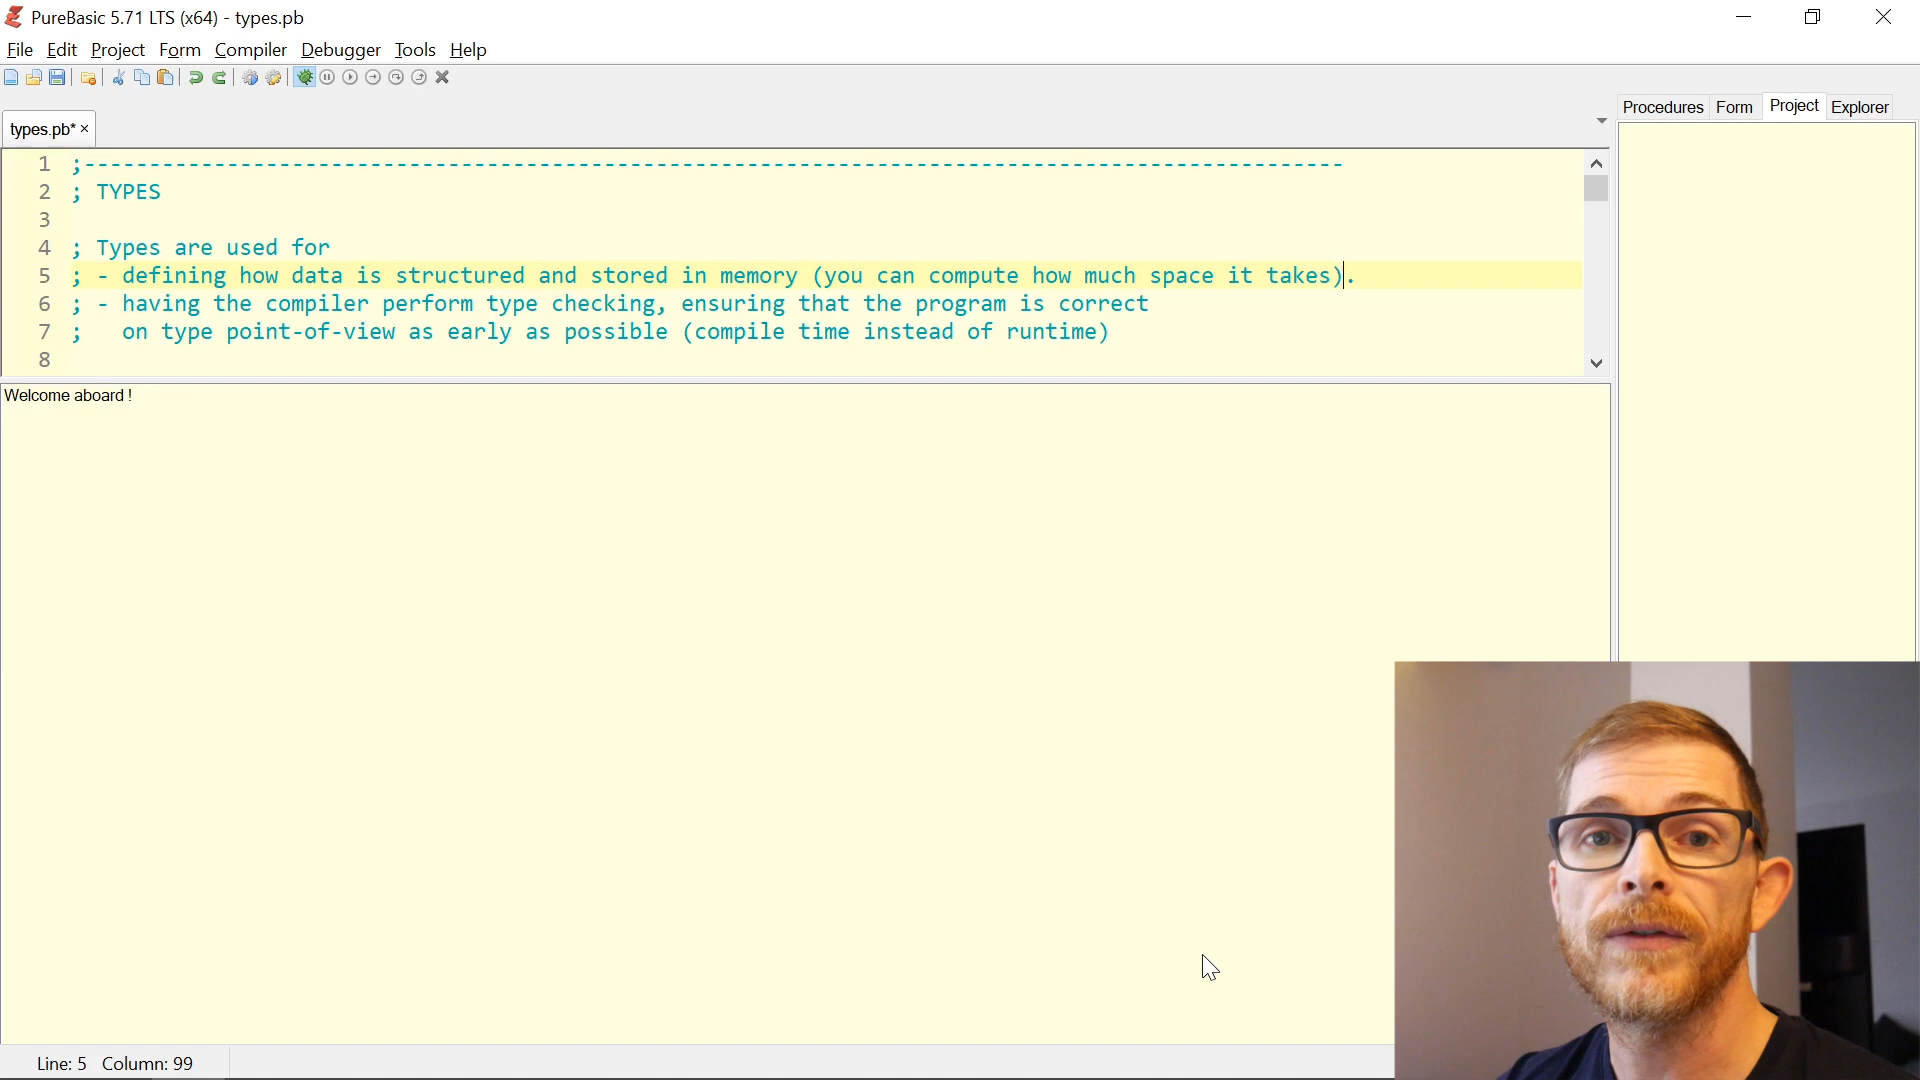 PureBasic 5.71 LTS (x64) - types.pb
File Edit Project Form Compiler Debugger Tools Help
Procedures Form Project Explorer
types.pb* ×
1 ;-------------------------------------------------------------------------------------------------
2 ; TYPES
3
4 ; Types are used for
5 ; - defining how data is structured and stored in memory (you can compute how much space it takes).
6 ; - having the compiler perform type checking, ensuring that the program is correct
7 ;   on type point-of-view as early as possible (compile time instead of runtime)
8
Welcome aboard !
Line: 5 Column: 99